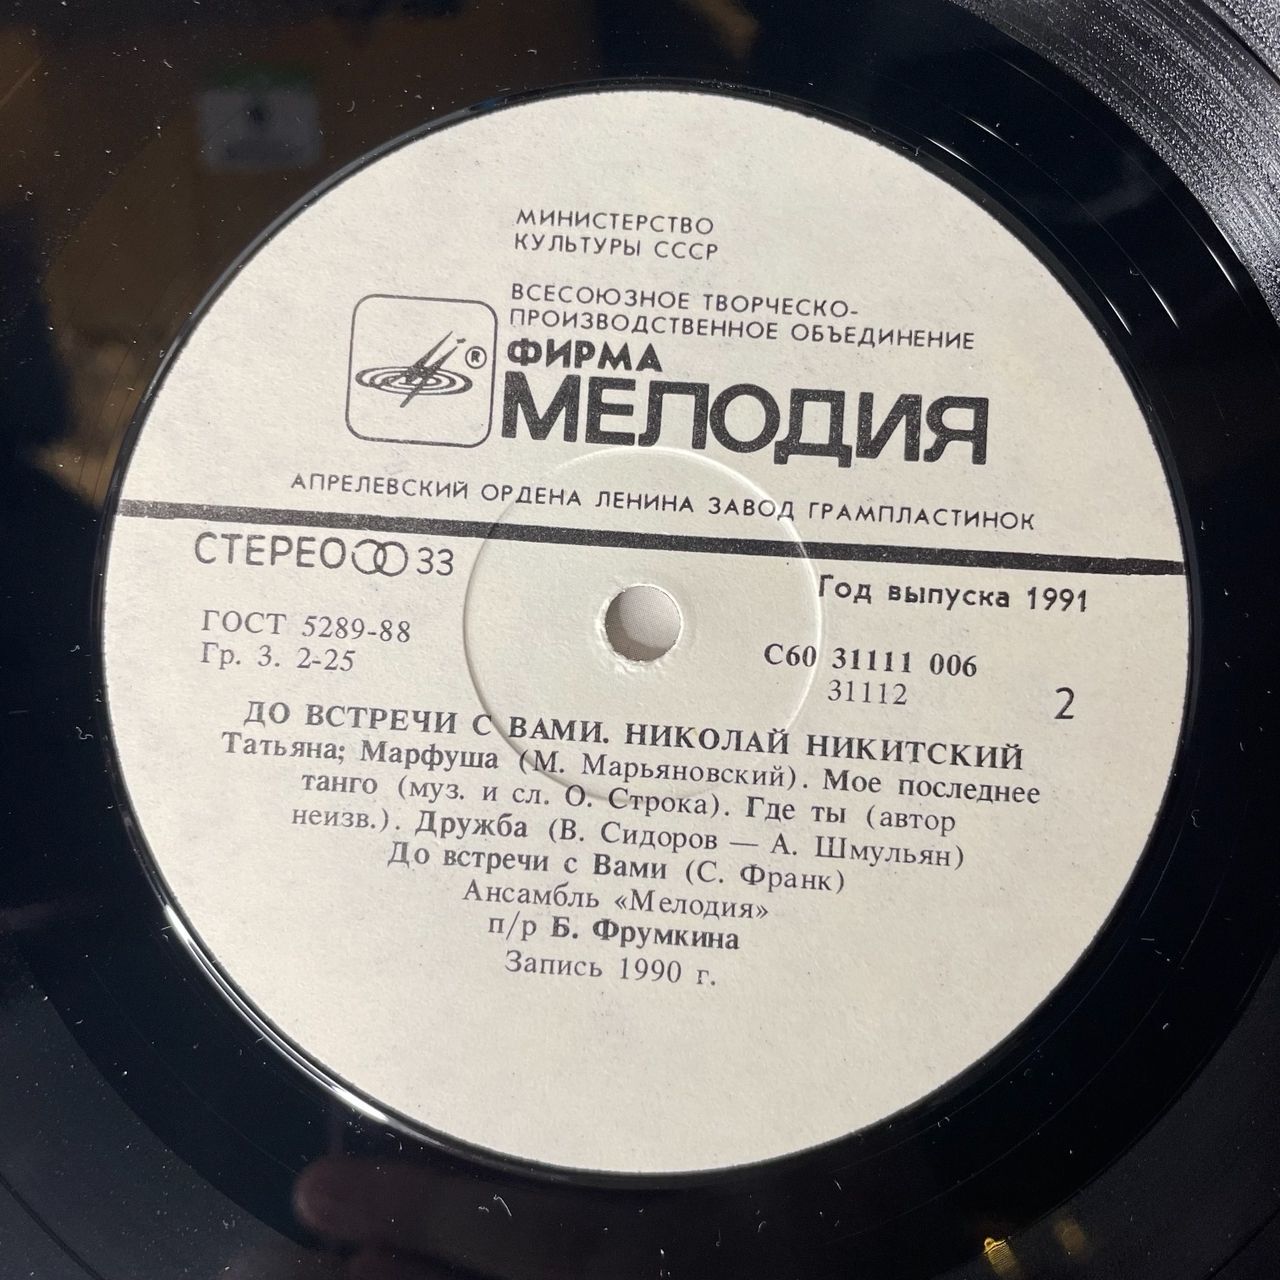 МИНИСТЕРСТВО
КУЛЬТУРЫ СССР
ВСЕСОЮЗНОЕ ТВОРЧЕСКО-
ПРОИЗВОДСТВЕННОЕ ОБЪЕДИНЕНИЕ
ФИРМА
®
МЕЛОДИЯ
АПРЕЛЕВСКИЙ ОРДЕНА ЛЕНИНА ЗАВОД ГРАМПЛАСТИНОК
СТЕРЕО 33
Год выпуска 1991
ГОСТ 5289-88
Гр. 3. 2-25
С60 31111 006
31112
2
ДО ВСТРЕЧИ С ВАМИ. НИКОЛАЙ НИКИТСКИЙ
Татьяна; Марфуша (М. Марьяновский). Мое последнее
танго (муз. и сл. О. Строка). Где ты (автор
неизв.). Дружба (В. Сидоров — А. Шмульян)
До встречи с Вами (С. Франк)
Ансамбль «Мелодия»
п/р Б. Фрумкина
Запись 1990 г.